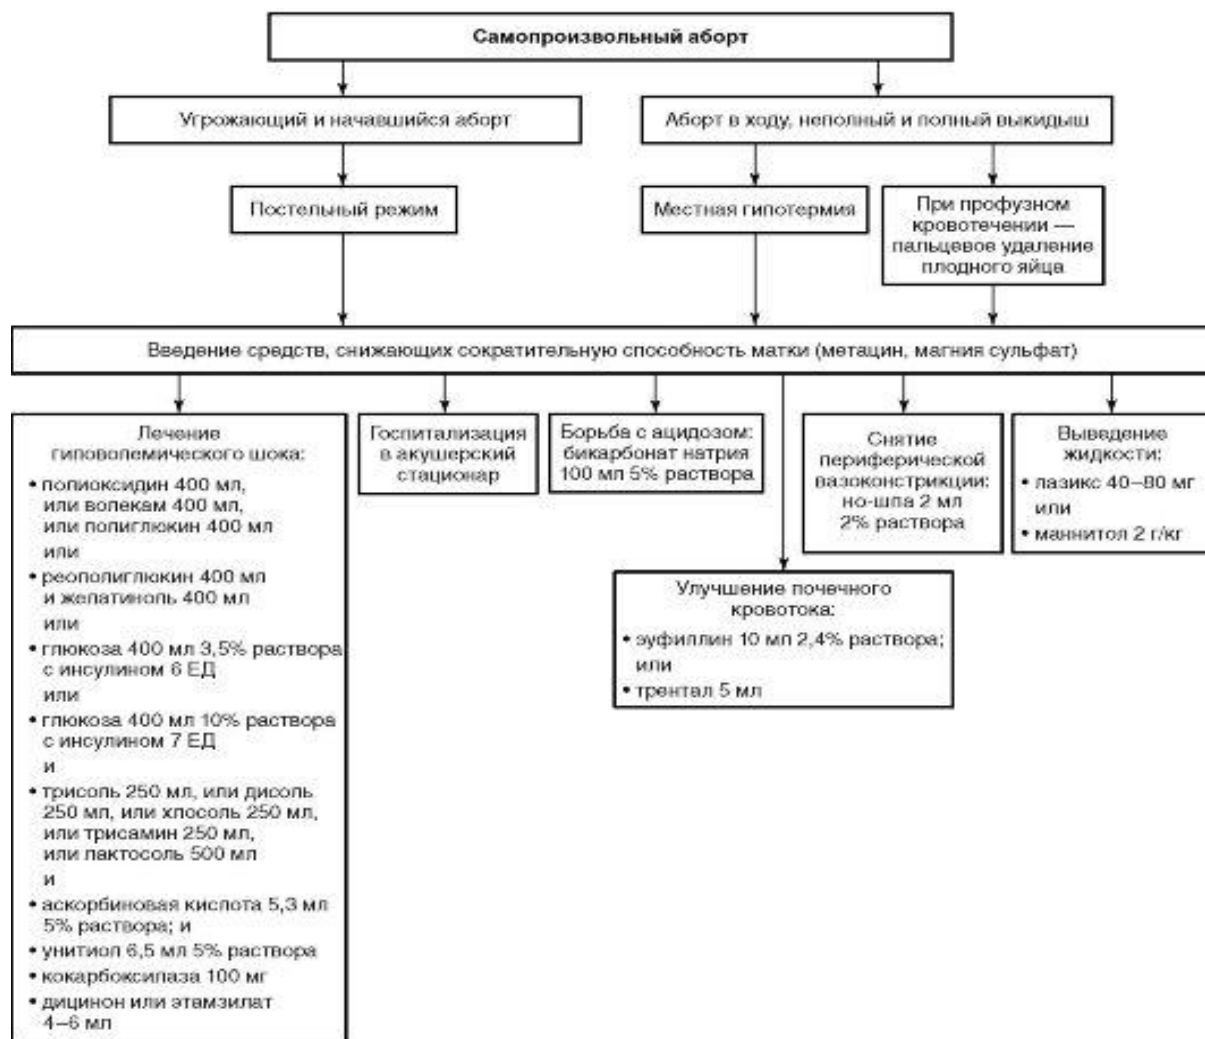 Самопроизвольный аборт
Угрожающий и начавшийся аборт
Аборт в ходу, неполный и полный выкидыш
Постельный режим
Местная гипотермия
При профузном
кровотечении —
пальцевое удаление
плодного яйца
Введение средств, снижающих сократительную способность матки (метацин, магния сульфат)
Лечение
гиповолемического шока:
• полиоксидин 400 мл,
или волекам 400 мл,
или полиглюкин 400 мл
или
• реополиглюкин 400 мл
и желатиноль 400 мл
или
• глюкоза 400 мл 3,5% раствора
с инсулином 6 ЕД
или
• глюкоза 400 мл 10% раствора
с инсулином 7 ЕД
и
• трисоль 250 мл, или дисоль
250 мл, или хлосоль 250 мл,
или трисамин 250 мл,
или лактосоль 500 мл
и
• аскорбиновая кислота 5,3 мл
5% раствора; и
• унитиол 6,5 мл 5% раствора
• кокарбоксилаза 100 мг
• дицинон или этамзилат
4–6 мл
Госпитализация
в акушерский
стационар
Борьба с ацидозом:
бикарбонат натрия
100 мл 5% раствора
Улучшение почечного
кровотока:
• эуфиллин 10 мл 2,4% раствора;
или
• трентал 5 мл
Снятие
периферической
вазоконстрикции:
но-шпа 2 мл
2% раствора
Выведение
жидкости:
• лазикс 40–80 мг
или
• маннитол 2 г/кг